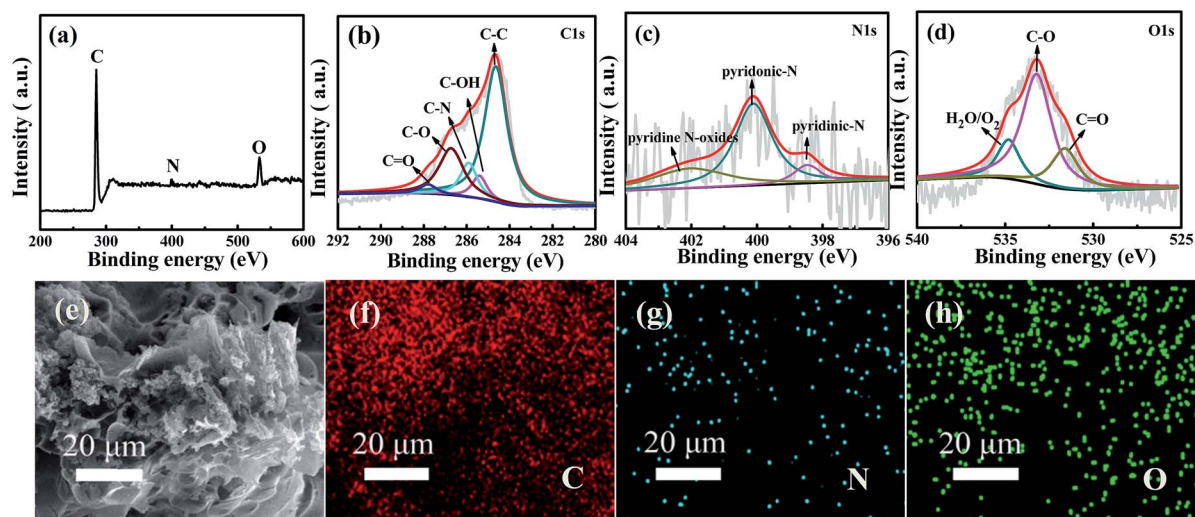 (a)
C
N
O
Intensity ( a.u.)
200 300 400 500 600
Binding energy (eV)
(b)
C1s
C-C
C-OH
C-N
C-O
C=O
Intensity ( a.u.)
292 290 288 286 284 282 280
Binding energy (eV)
(c)
N1s
pyridonic-N
pyridine N-oxides
pyridinic-N
Intensity ( a.u.)
404 402 400 398 396
Binding energy (eV)
(d)
O1s
C-O
H₂O/O₂
C=O
Intensity ( a.u.)
540 535 530 525
Binding energy (eV)
(e)
20 μm
(f)
20 μm
C
(g)
20 μm
N
(h)
20 μm
O